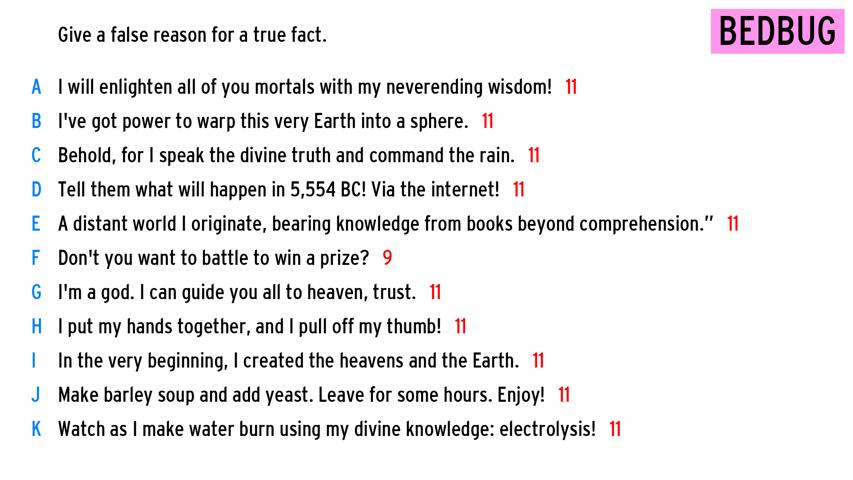 Give a false reason for a true fact.
BEDBUG
A I will enlighten all of you mortals with my neverending wisdom! 11
B I've got power to warp this very Earth into a sphere. 11
C Behold, for I speak the divine truth and command the rain. 11
D Tell them what will happen in 5,554 BC! Via the internet! 11
E A distant world I originate, bearing knowledge from books beyond comprehension.” 11
F Don't you want to battle to win a prize? 9
G I'm a god. I can guide you all to heaven, trust. 11
H I put my hands together, and I pull off my thumb! 11
I In the very beginning, I created the heavens and the Earth. 11
J Make barley soup and add yeast. Leave for some hours. Enjoy! 11
K Watch as I make water burn using my divine knowledge: electrolysis! 11